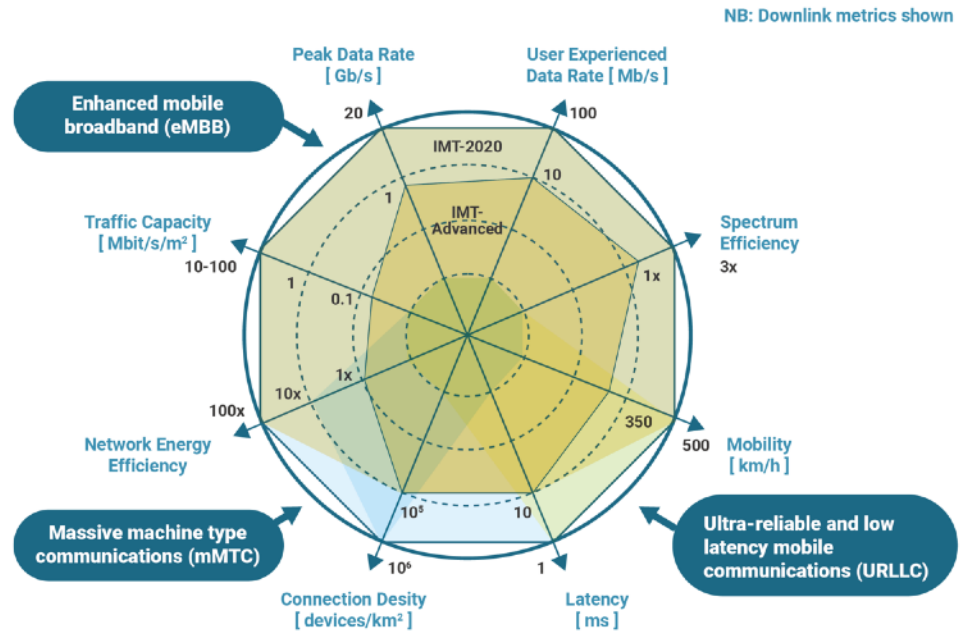 NB: Downlink metrics shown
Peak Data Rate
[ Gb/s ]
User Experienced
Data Rate [ Mb/s ]
Enhanced mobile
broadband (eMBB)
20
100
IMT-2020
1
10
IMT-
Advanced
Traffic Capacity
[ Mbit/s/m² ]
10-100
1
0.1
Spectrum
Efficiency
1x
3x
1x
10x
100x
Network Energy
Efficiency
350
500
Mobility
[ km/h ]
Massive machine type
communications (mMTC)
10⁵
10
Ultra-reliable and low
latency mobile
communications (URLLC)
10⁶
1
Connection Desity
[ devices/km² ]
Latency
[ ms ]